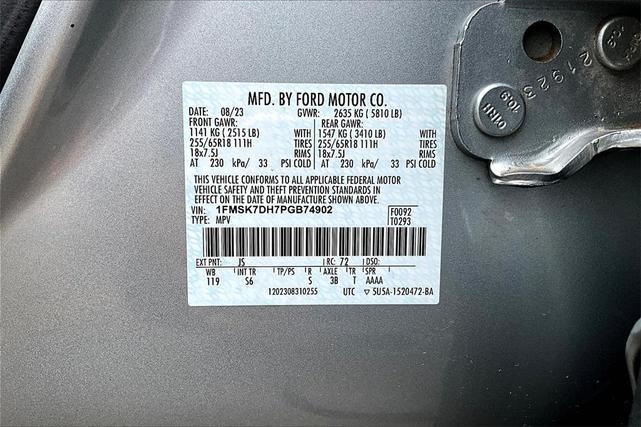 MFD. BY FORD MOTOR CO.
DATE: 08/23 GVWR: 2635 KG ( 5810 LB)
FRONT GAWR: REAR GAWR:
1141 KG ( 2515 LB) WITH 1547 KG ( 3410 LB) WITH
255/65R18 111H TIRES 255/65R18 111H TIRES
18x7.5J RIMS 18x7.5J RIMS
AT 230 kPa/ 33 PSI COLD AT 230 kPa/ 33 PSI COLD
THIS VEHICLE CONFORMS TO ALL APPLICABLE FEDERAL MOTOR
VEHICLE SAFETY AND THEFT PREVENTION STANDARDS IN
EFFECT ON THE DATE OF MANUFACTURE SHOWN ABOVE.
VIN: 1FMSK7DH7PGB74902 F0092
TYPE: MPV T0293
EXT PNT: JS RC: 72 DSO:
WB INT TR TP/PS R AXLE TR SPR
119 S6 S 3B T AAAA
1202308310255 UTC ▽ 5U5A-1520472-BA
21923
10.9
10.9